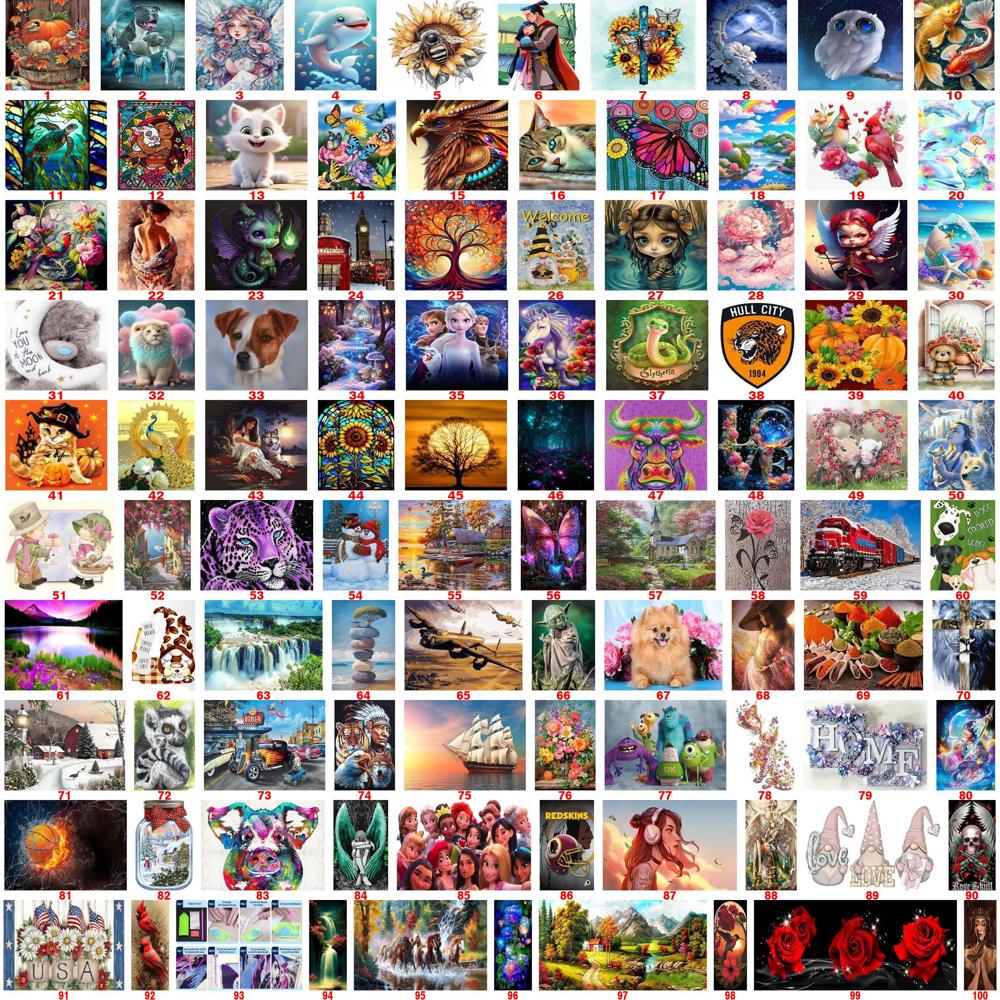 1 2 3 4 5 6 7 8 9 10
11 12 13 14 15 16 17 18 19 20
Welcome
21 22 23 24 25 26 27 28 29 30
I love
YOU
to the
MOON
and back
Slytherin
HULL CITY
1904
31 32 33 34 35 36 37 38 39 40
41 42 43 44 45 46 47 48 49 50
DOGS
SPOILED
HERE!
51 52 53 54 55 56 57 58 59 60
61 62 63 64 65 66 67 68 69 70
DINER
HOME
71 72 73 74 75 76 77 78 79 80
REDSKINS
love
LOVE
Rose Skull
81 82 83 84 85 86 87 88 89 90
USA
91 92 93 94 95 96 97 98 99 100